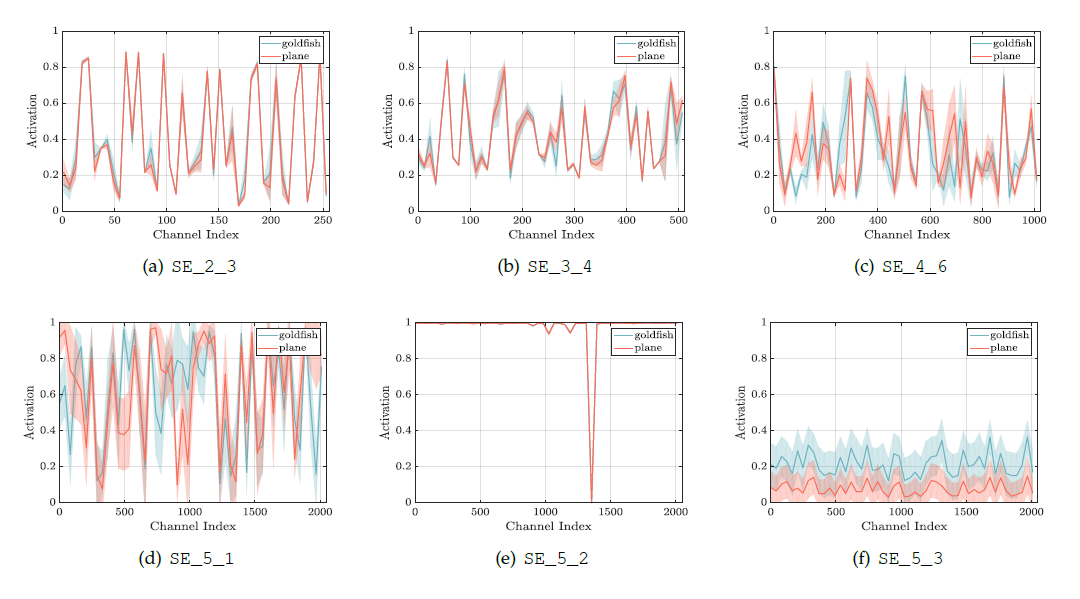 1
0.8
0.6
0.4
0.2
0
Activation
0 50 100 150 200 250
Channel Index
goldfish
plane
(a) SE_2_3
1
0.8
0.6
0.4
0.2
0
Activation
0 100 200 300 400 500
Channel Index
goldfish
plane
(b) SE_3_4
1
0.8
0.6
0.4
0.2
0
Activation
0 200 400 600 800 1000
Channel Index
goldfish
plane
(c) SE_4_6
1
0.8
0.6
0.4
0.2
0
Activation
0 500 1000 1500 2000
Channel Index
goldfish
plane
(d) SE_5_1
1
0.8
0.6
0.4
0.2
0
Activation
0 500 1000 1500 2000
Channel Index
goldfish
plane
(e) SE_5_2
1
0.8
0.6
0.4
0.2
0
Activation
0 500 1000 1500 2000
Channel Index
goldfish
plane
(f) SE_5_3